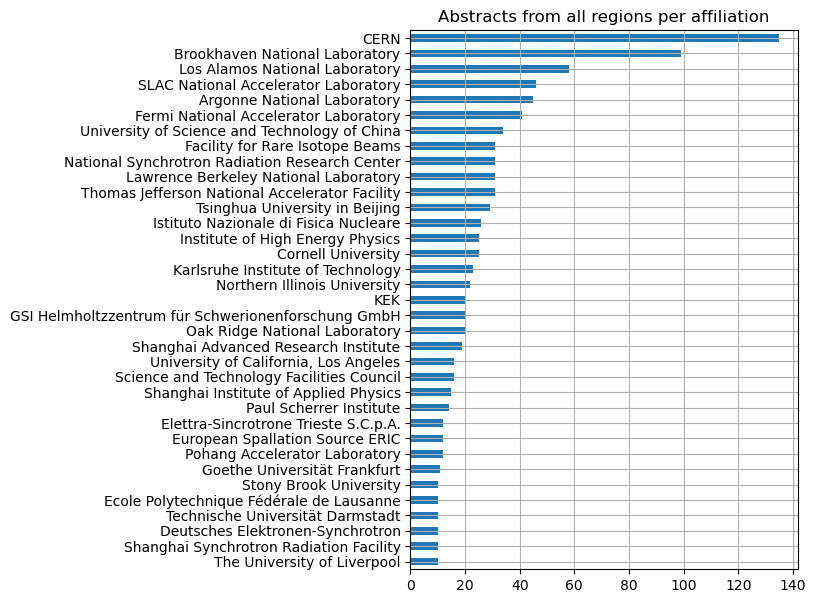 Abstracts from all regions per affiliation
CERN
Brookhaven National Laboratory
Los Alamos National Laboratory
SLAC National Accelerator Laboratory
Argonne National Laboratory
Fermi National Accelerator Laboratory
University of Science and Technology of China
Facility for Rare Isotope Beams
National Synchrotron Radiation Research Center
Lawrence Berkeley National Laboratory
Thomas Jefferson National Accelerator Facility
Tsinghua University in Beijing
Istituto Nazionale di Fisica Nucleare
Institute of High Energy Physics
Cornell University
Karlsruhe Institute of Technology
Northern Illinois University
KEK
GSI Helmholtzzentrum für Schwerionenforschung GmbH
Oak Ridge National Laboratory
Shanghai Advanced Research Institute
University of California, Los Angeles
Science and Technology Facilities Council
Shanghai Institute of Applied Physics
Paul Scherrer Institute
Elettra-Sincrotrone Trieste S.C.p.A.
European Spallation Source ERIC
Pohang Accelerator Laboratory
Goethe Universität Frankfurt
Stony Brook University
Ecole Polytechnique Fédérale de Lausanne
Technische Universität Darmstadt
Deutsches Elektronen-Synchrotron
Shanghai Synchrotron Radiation Facility
The University of Liverpool
0 20 40 60 80 100 120 140